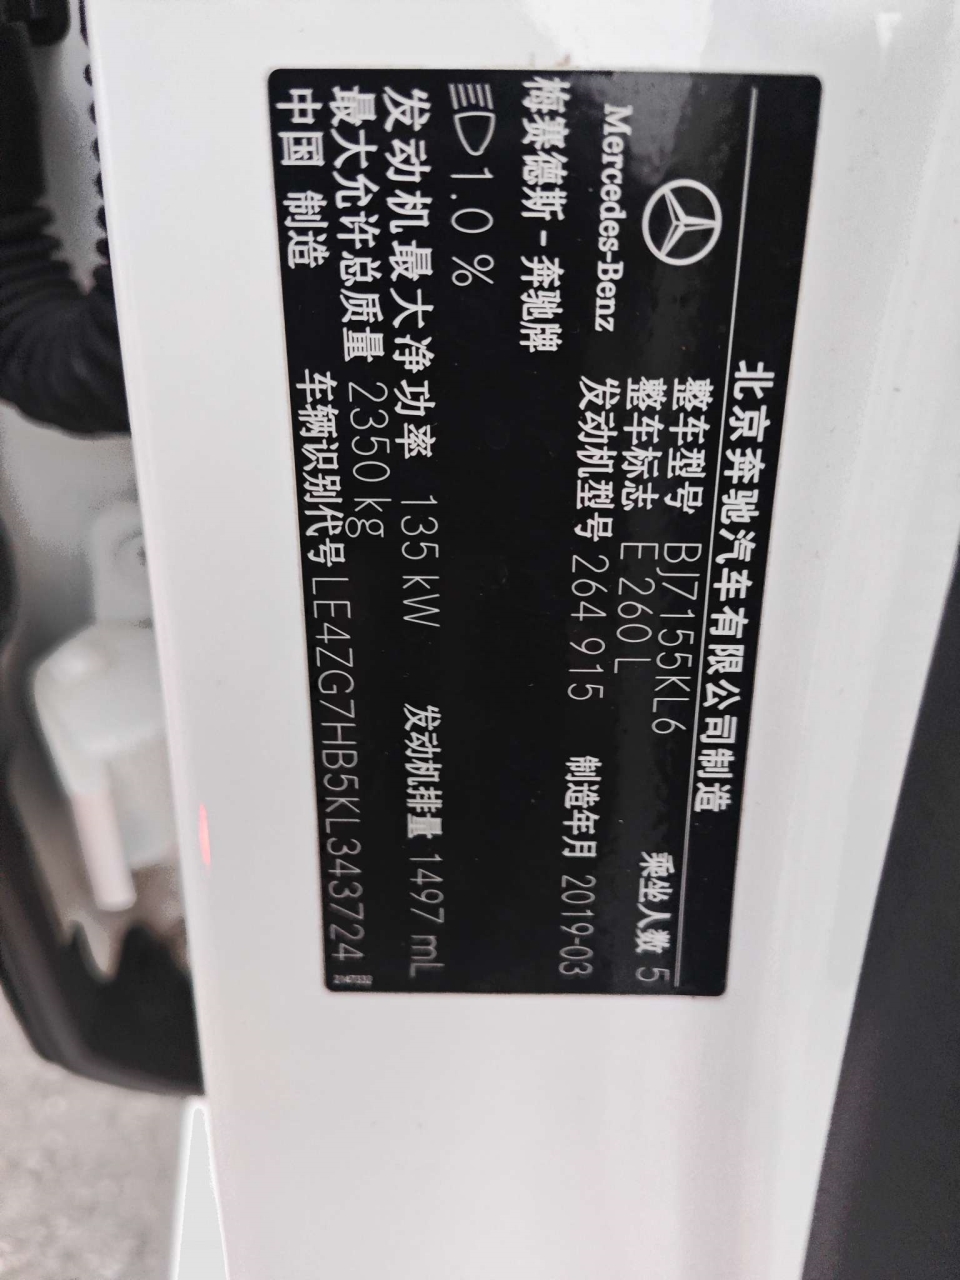 北京奔驰汽车有限公司制造
Mercedes-Benz
梅赛德斯-奔驰牌
整车型号 BJ7155KL6
整车标志 E 260 L 乘坐人数 5
发动机型号 264 915 制造年月 2019-03
1.0 %
发动机最大净功率 135 kW 发动机排量 1497 mL
最大允许总质量 2350 kg
中国 制造 车辆识别代号 LE4ZG7HB5KL343724